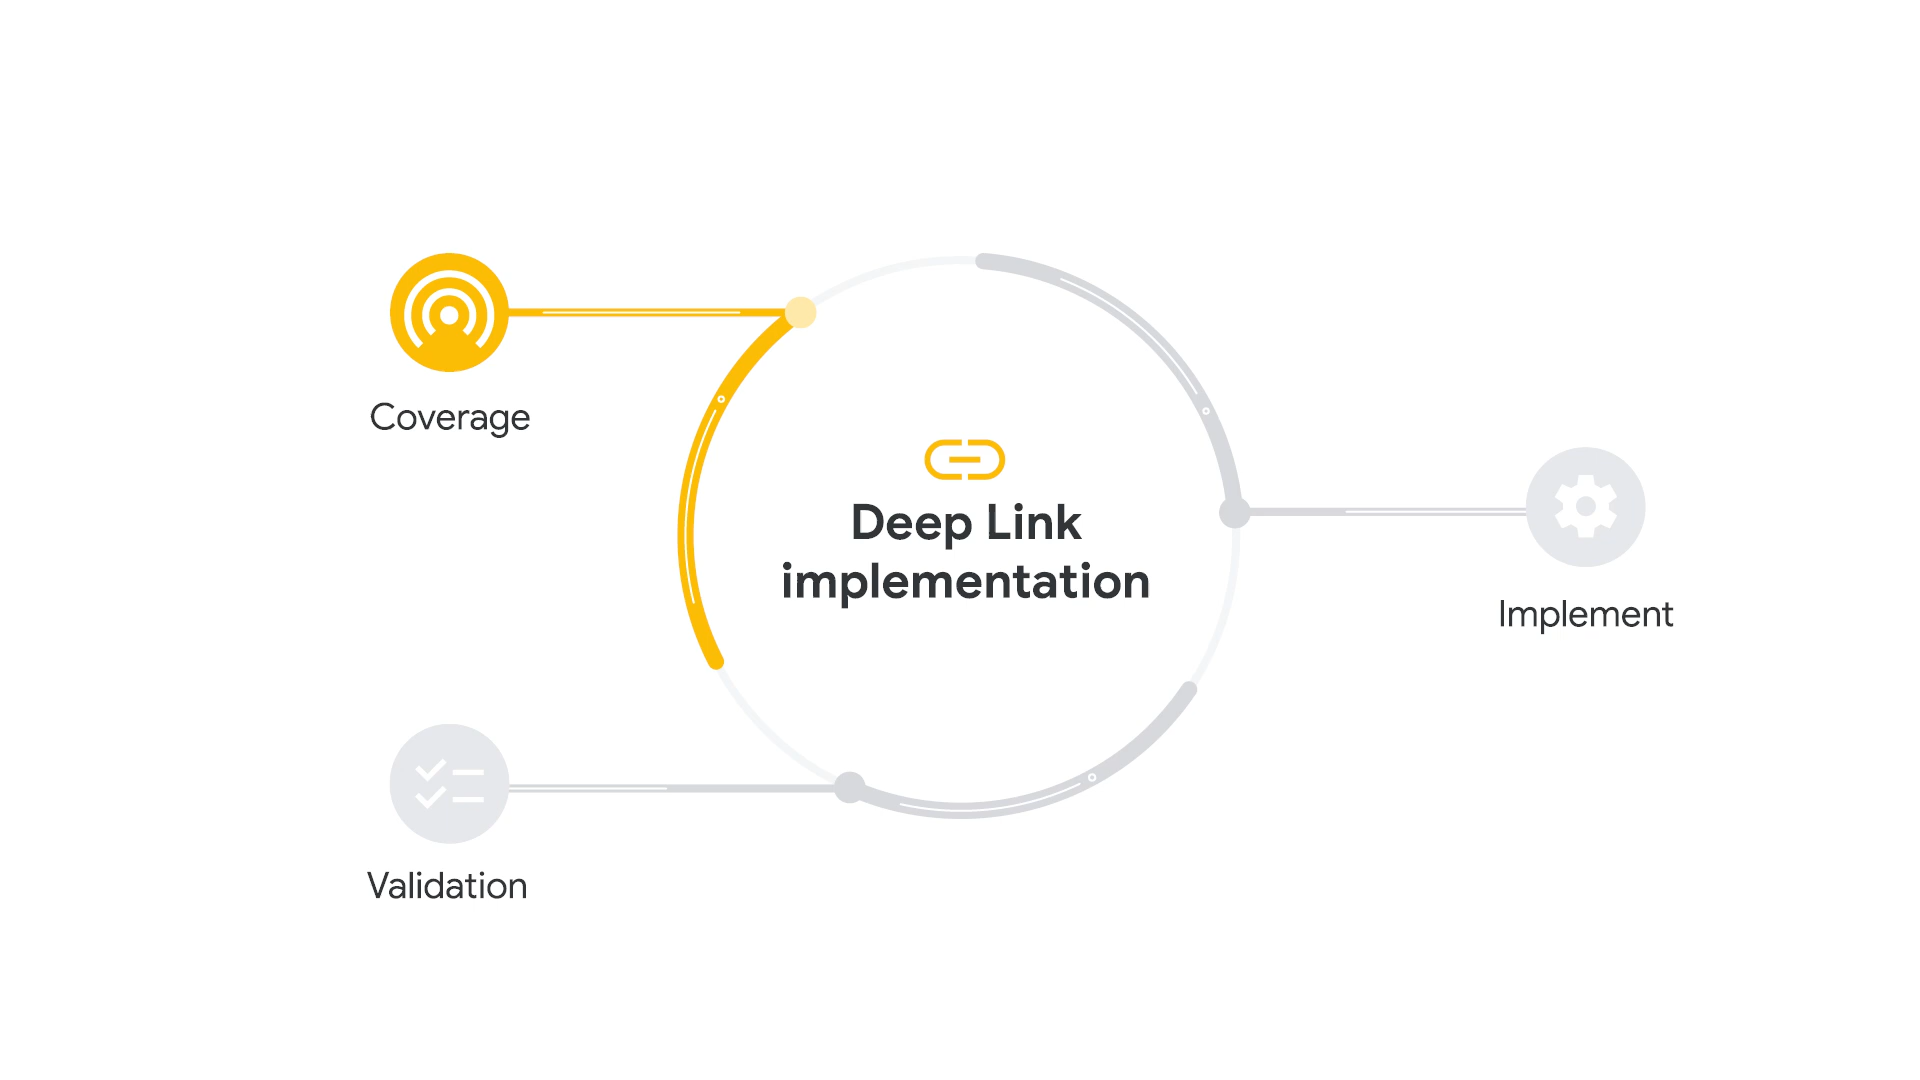 Coverage
Deep Link
implementation
Implement
Validation